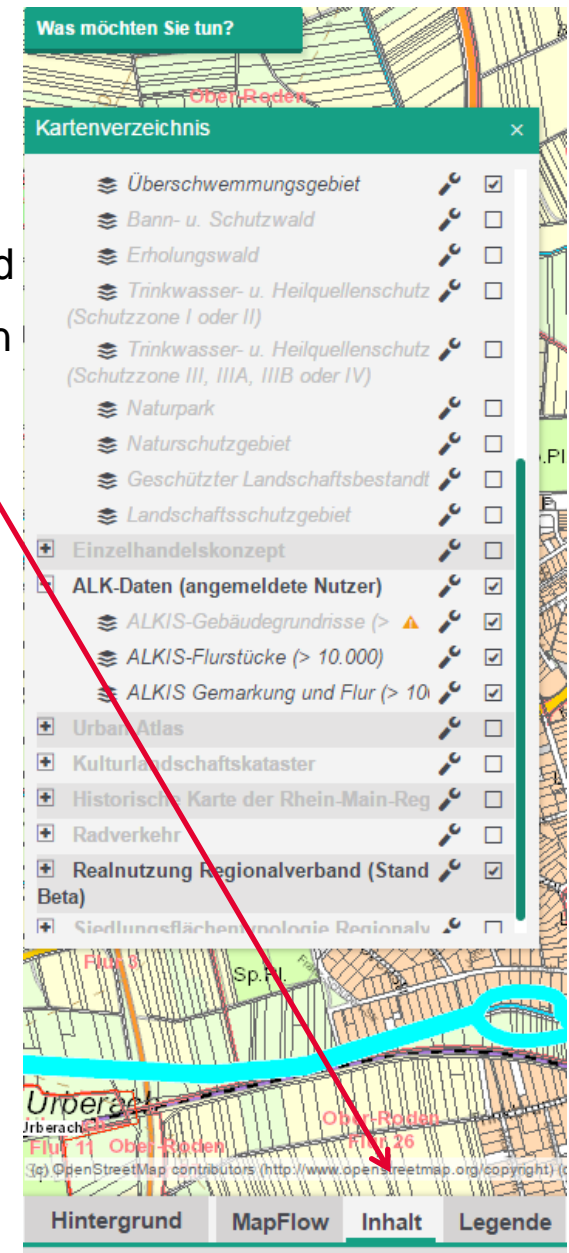 Was möchten Sie tun?
Ober-Roden
Kartenverzeichnis ×
Überschwemmungsgebiet
Bann- u. Schutzwald
d
Erholungswald
Trinkwasser- u. Heilquellenschutz
(Schutzzone I oder II)
n
Trinkwasser- u. Heilquellenschutz
(Schutzzone III, IIIA, IIIB oder IV)
Naturpark
Naturschutzgebiet
.Pl
Geschützter Landschaftsbestandt
Landschaftsschutzgebiet
Einzelhandelskonzept
ALK-Daten (angemeldete Nutzer)
ALKIS-Gebäudegrundrisse (>
ALKIS-Flurstücke (> 10.000)
ALKIS Gemarkung und Flur (> 10
Urban Atlas
Kulturlandschaftskataster
Historische Karte der Rhein-Main-Reg
Radverkehr
Realnutzung Regionalverband (Stand
Beta)
Siedlungsflächentypologie Regionalv
Flur 3
Sp.Pl.
Urberach
Urberach
Ober-Roden
Flur 11 Ober-Roden Flur 26
(c) OpenStreetMap contributors (http://www.openstreetmap.org/copyright) (c
Hintergrund MapFlow Inhalt Legende